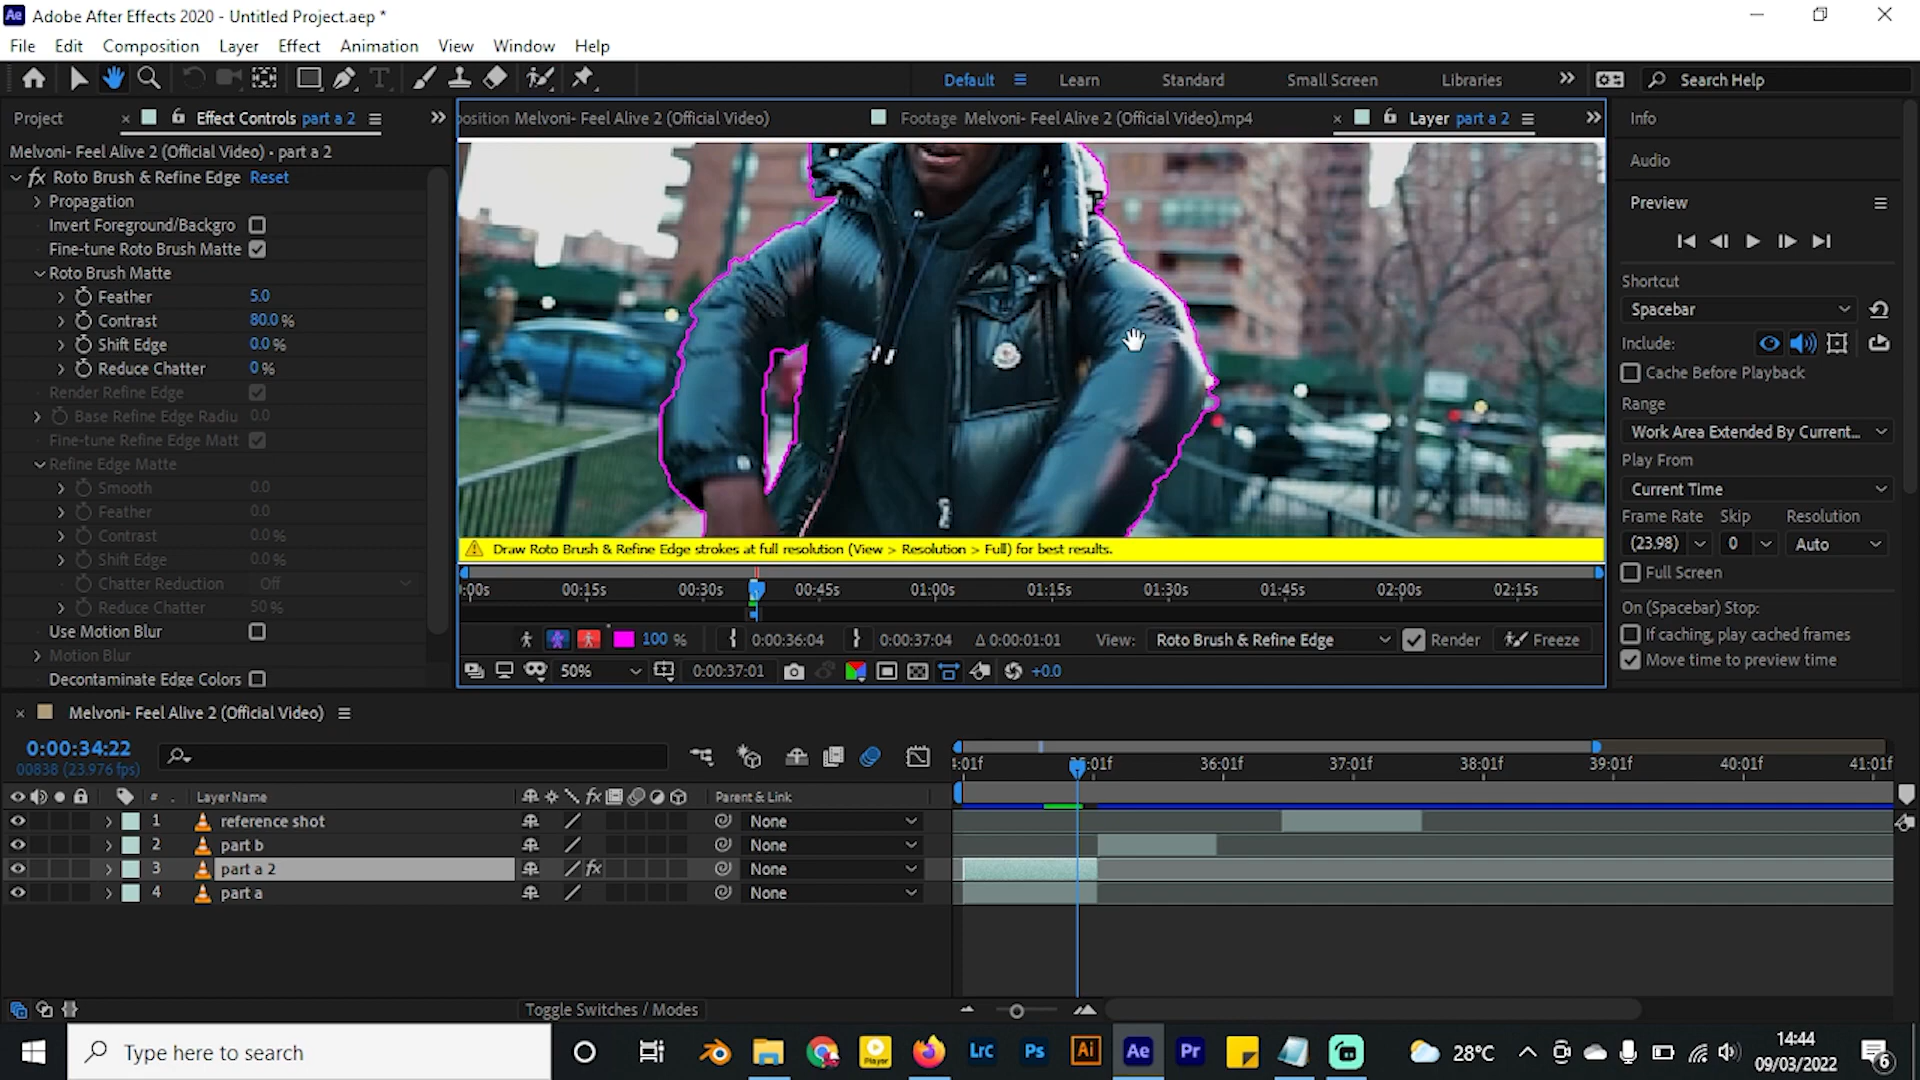 Adobe After Effects 2020 - Untitled Project.aep *
File Edit Composition Layer Effect Animation View Window Help
Default Learn Standard Small Screen Libraries Search Help
Project Effect Controls part a 2
position Melvoni- Feel Alive 2 (Official Video) Footage Melvoni- Feel Alive 2 (Official Video).mp4 Layer part a 2
Melvoni- Feel Alive 2 (Official Video) • part a 2
fx Roto Brush & Refine Edge Reset
Propagation
Invert Foreground/Backgro
Fine-tune Roto Brush Matte
Roto Brush Matte
Feather 5.0
Contrast 80.0 %
Shift Edge 0.0 %
Reduce Chatter 0 %
Render Refine Edge
Base Refine Edge Radiu 0.0
Fine-tune Refine Edge Matt
Refine Edge Matte
Smooth 0.0
Feather 0.0
Contrast 0.0 %
Shift Edge 0.0 %
Chatter Reduction Off
Reduce Chatter 50 %
Use Motion Blur
Motion Blur
Decontaminate Edge Colors
Draw Roto Brush & Refine Edge strokes at full resolution (View > Resolution > Full) for best results.
:00s 00:15s 00:30s 00:45s 01:00s 01:15s 01:30s 01:45s 02:00s 02:15s
100 % 0:00:36:04 0:00:37:04 Δ 0:00:01:01 View: Roto Brush & Refine Edge Render Freeze
50% 0:00:37:01 +0.0
Info
Audio
Preview
Shortcut
Spacebar
Include:
Cache Before Playback
Range
Work Area Extended By Current...
Play From
Current Time
Frame Rate Skip Resolution
(23.98) 0 Auto
Full Screen
On (Spacebar) Stop:
If caching, play cached frames
Move time to preview time
Melvoni- Feel Alive 2 (Official Video)
0:00:34:22
00838 (23.976 fps)
4:01f 35:01f 36:01f 37:01f 38:01f 39:01f 40:01f 41:01f
# . Layer Name fx Parent & Link
1 reference shot None
2 part b None
3 part a 2 fx None
4 part a None
Toggle Switches / Modes
Type here to search
Player
Lrc Ps Ai Ae Pr
28°C
14:44
09/03/2022
6